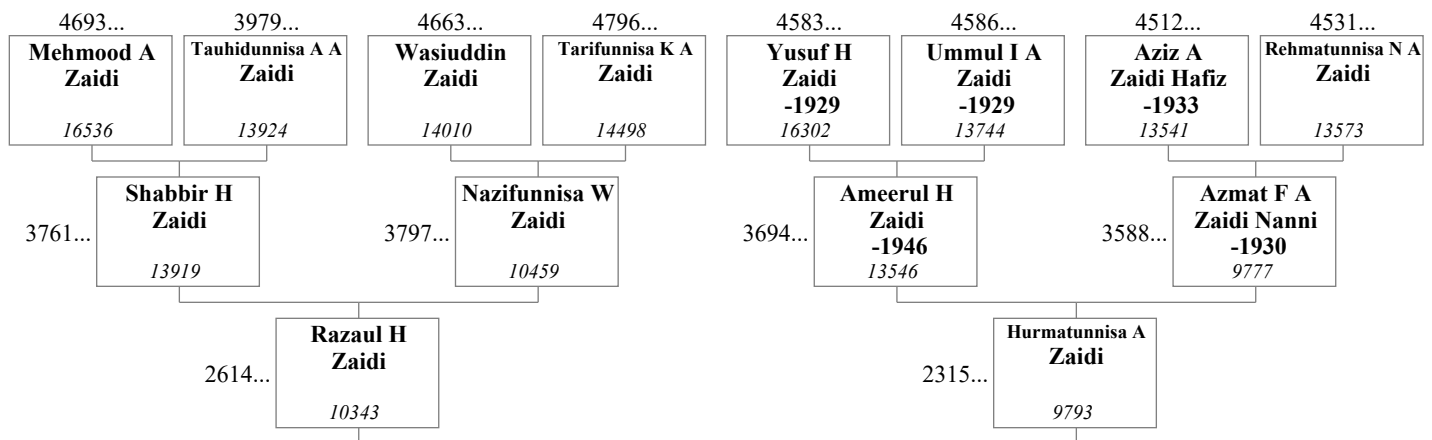 4693...
3979...
4663...
4796...
4583...
4586...
4512...
4531...
Mehmood A
Zaidi
16536
Tauhidunnisa A A
Zaidi
13924
Wasiuddin
Zaidi
14010
Tarifunnisa K A
Zaidi
14498
Yusuf H
Zaidi
-1929
16302
Ummul I A
Zaidi
-1929
13744
Aziz A
Zaidi Hafiz
-1933
13541
Rehmatunnisa N A
Zaidi
13573
3761...
Shabbir H
Zaidi
13919
3797...
Nazifunnisa W
Zaidi
10459
3694...
Ameerul H
Zaidi
-1946
13546
3588...
Azmat F A
Zaidi Nanni
-1930
9777
2614...
Razaul H
Zaidi
10343
2315...
Hurmatunnisa A
Zaidi
9793